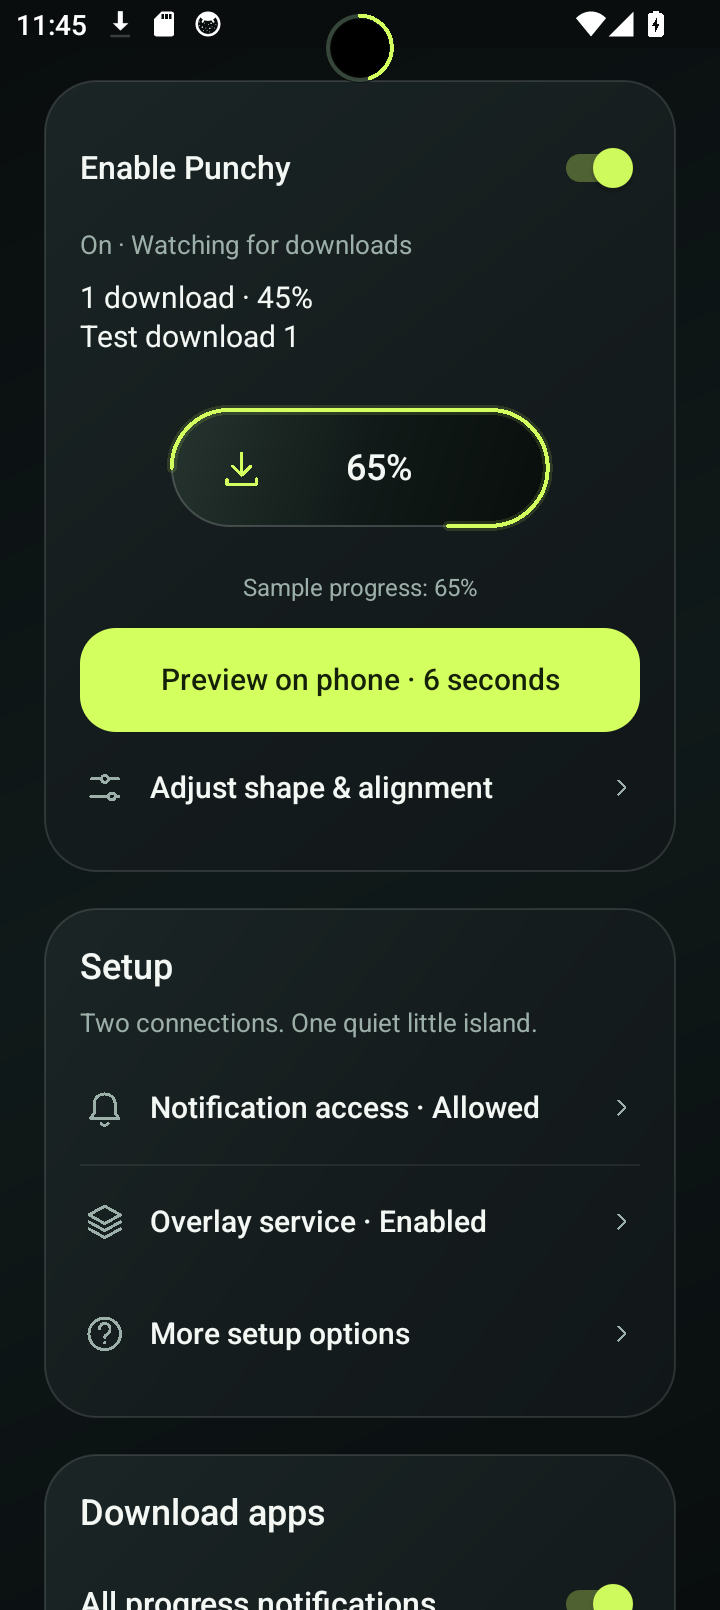 11:45
Enable Punchy
On · Watching for downloads
1 download · 45%
Test download 1
65%
Sample progress: 65%
Preview on phone · 6 seconds
Adjust shape & alignment
Setup
Two connections. One quiet little island.
Notification access · Allowed
Overlay service · Enabled
More setup options
Download apps
All progress notifications